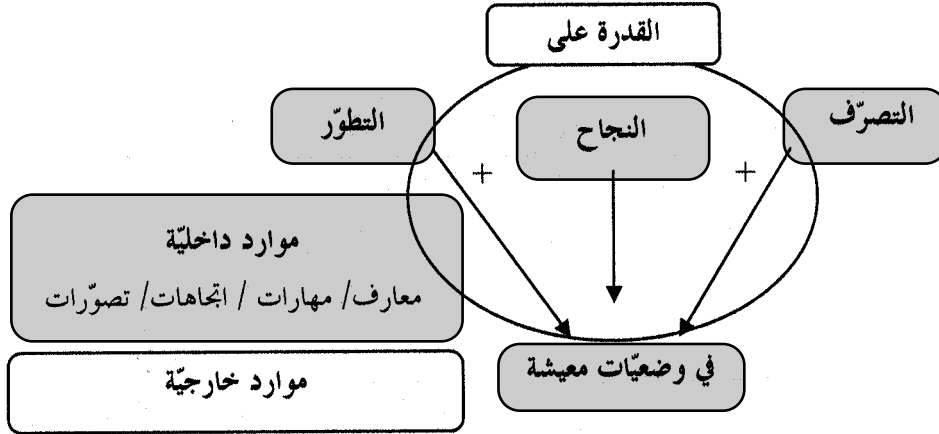 القدرة على
التصرّف
+
النجاح
+
التطوّر
موارد داخليّة
معارف/ مهارات / اتجاهات/ تصوّرات
في وضعيّات معيشة
موارد خارجيّة